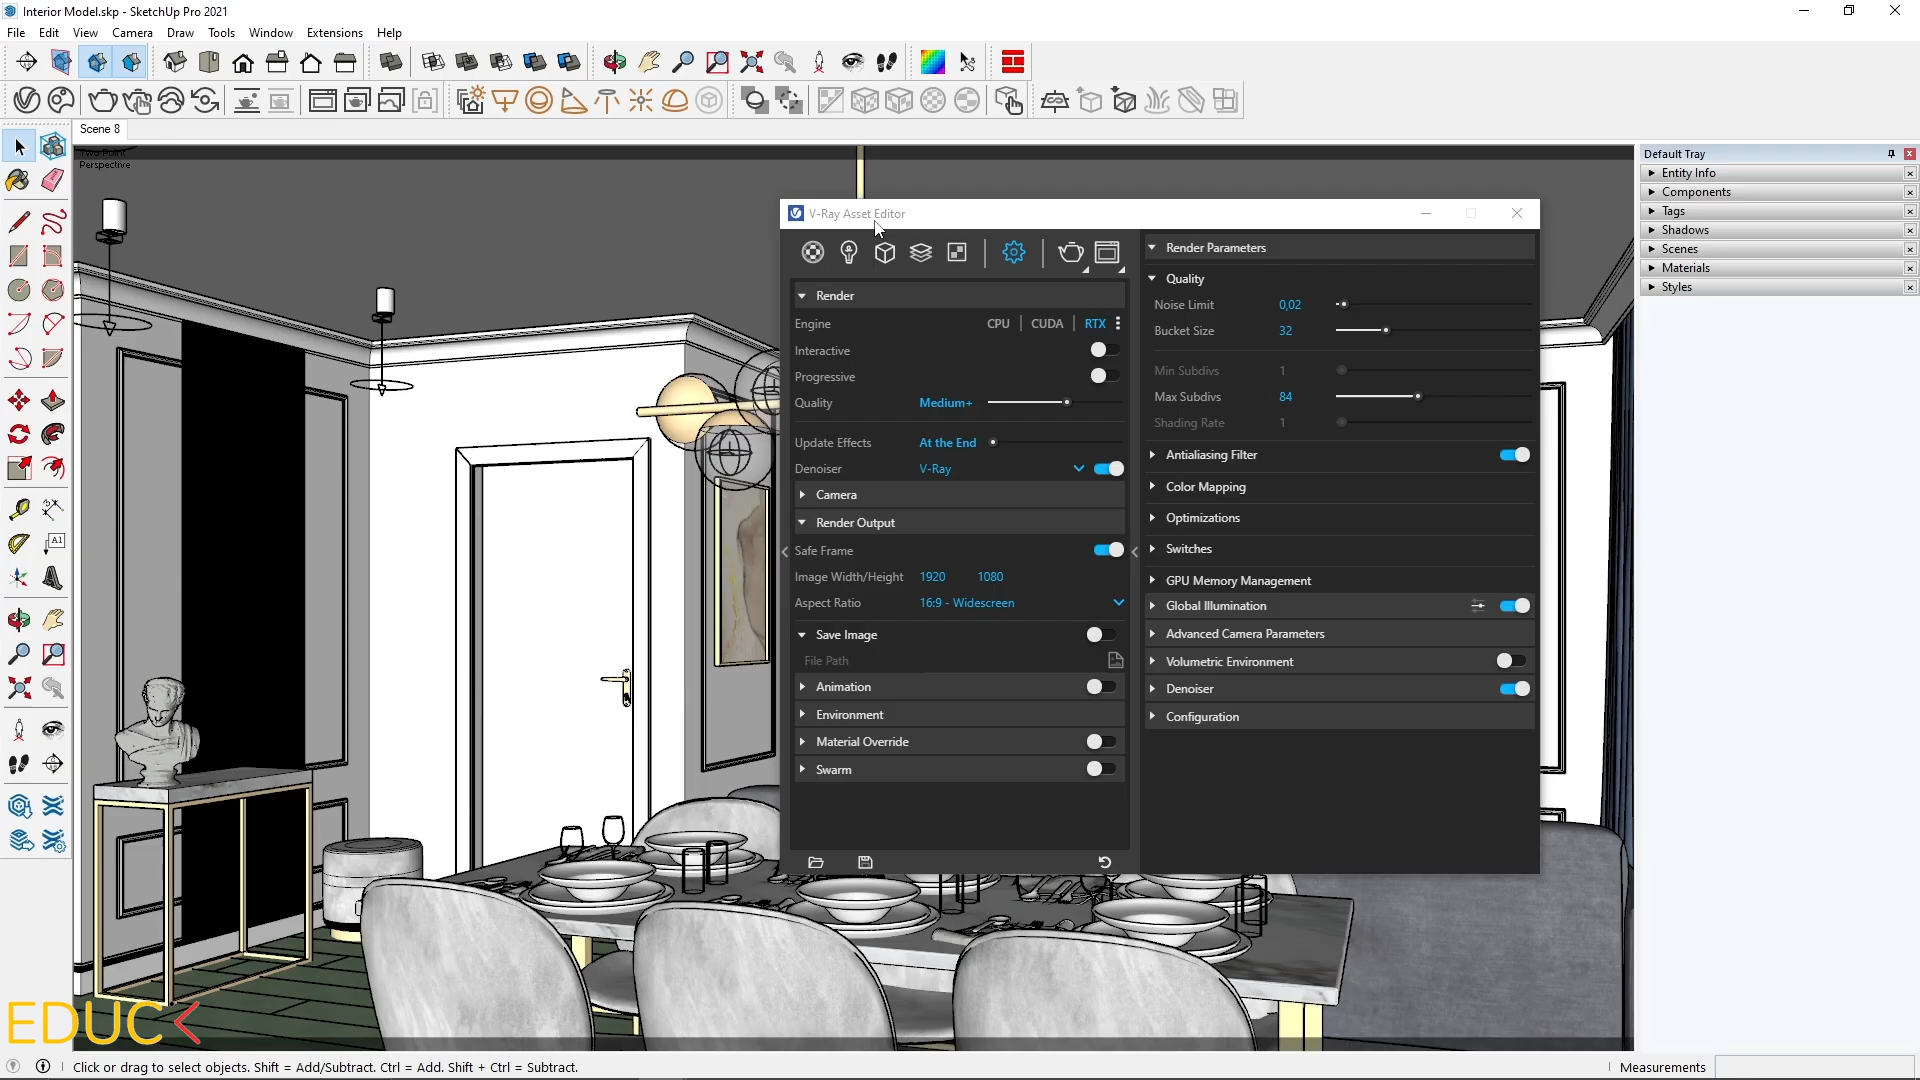 Interior Model.skp - SketchUp Pro 2021
File Edit View Camera Draw Tools Window Extensions Help
Scene 8
Two Point
Perspective
Default Tray
Entity Info
Components
Tags
Shadows
Scenes
Materials
Styles
V-Ray Asset Editor
Render
Engine CPU CUDA RTX
Interactive
Progressive
Quality Medium+
Update Effects At the End
Denoiser V-Ray
Camera
Render Output
Safe Frame
Image Width/Height 1920 1080
Aspect Ratio 16:9 - Widescreen
Save Image
File Path
Animation
Environment
Material Override
Swarm
Render Parameters
Quality
Noise Limit 0,02
Bucket Size 32
Min Subdivs 1
Max Subdivs 84
Shading Rate 1
Antialiasing Filter
Color Mapping
Optimizations
Switches
GPU Memory Management
Global Illumination
Advanced Camera Parameters
Volumetric Environment
Denoiser
Configuration
A1
EDUC
Click or drag to select objects. Shift = Add/Subtract. Ctrl = Add. Shift + Ctrl = Subtract.
Measurements